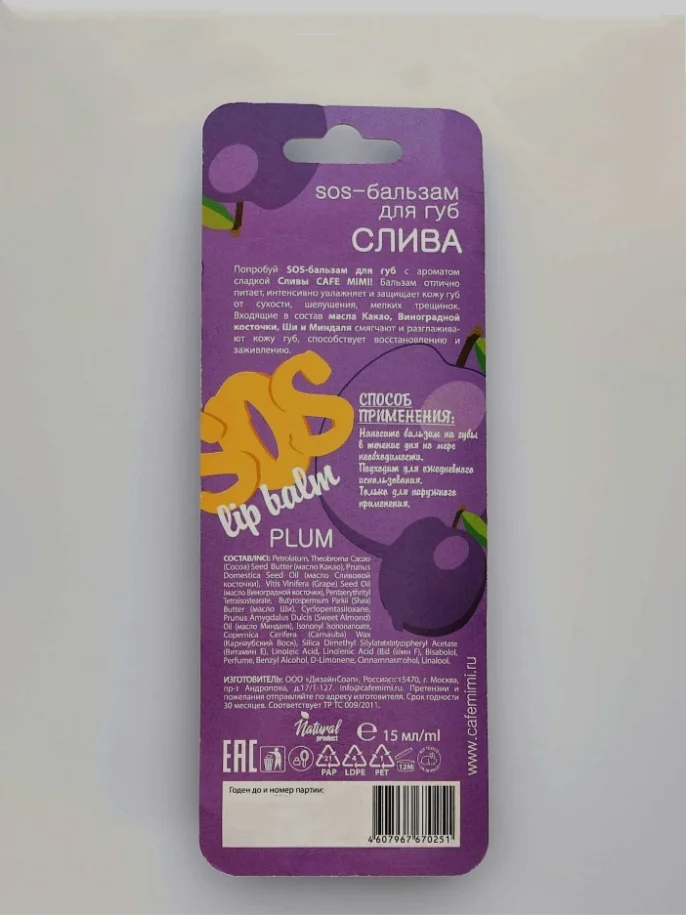 sos-бальзам
для губ
СЛИВА
Попробуй SOS-бальзам для губ с ароматом
сладкой Сливы CAFE MIMI! Бальзам отлично
питает, интенсивно увлажняет и защищает кожу губ
от сухости, шелушения, мелких трещинок.
Входящие в состав масла Какао, Виноградной
косточки, Ши и Миндаля смягчают и разглажива-
ют кожу губ, способствует восстановлению и
заживлению.
SOS
lip balm
PLUM
СПОСОБ
ПРИМЕНЕНИЯ:
Наносите бальзам на губы
в течение дня по мере
необходимости.
Подходит для ежедневного
использования.
Только для наружного
применения.
СОСТАВ/INCI: Petrolatum, Theobroma Cacao
(Cocoa) Seed Butter (масло Какао), Prunus
Domestica Seed Oil (масло Сливовой
косточки), Vitis Vinifera (Grape) Seed Oil
(масло Виноградной косточки), Pentaerythrityl
Tetraisostearate, Butyrospermum Parkii (Shea)
Butter (масло Ши), Cyclopentasiloxane,
Prunus Amygdalus Dulcis (Sweet Almond)
Oil (масло Миндаля), Isononyl Isononanoate,
Copernica Cerifera (Carnauba) Wax
(Карнаубский Воск), Silica Dimethyl Acetate
(Витамин Е), Linoleic Acid, Linolenic Acid F), Bisabolol,
Perfume, Benzyl Alcohol, D-Limonene, Linalool.
ИЗГОТОВИТЕЛЬ: ООО «ДизайнСоап», г. Москва,
пр-т Андропова, д.17/1-127. info@cafemimi.ru. Претензии и
пожелания отправляйте по адресу изготовителя. Срок годности
30 месяцев. Соответствует ТР ТС 009/2011.
Natural
product
℮ 15 мл/ml
EAC
21
PAP
4
LDPE
1
PET
12M
www.cafemimi.ru
Годен до и номер партии:
4 607967 670251